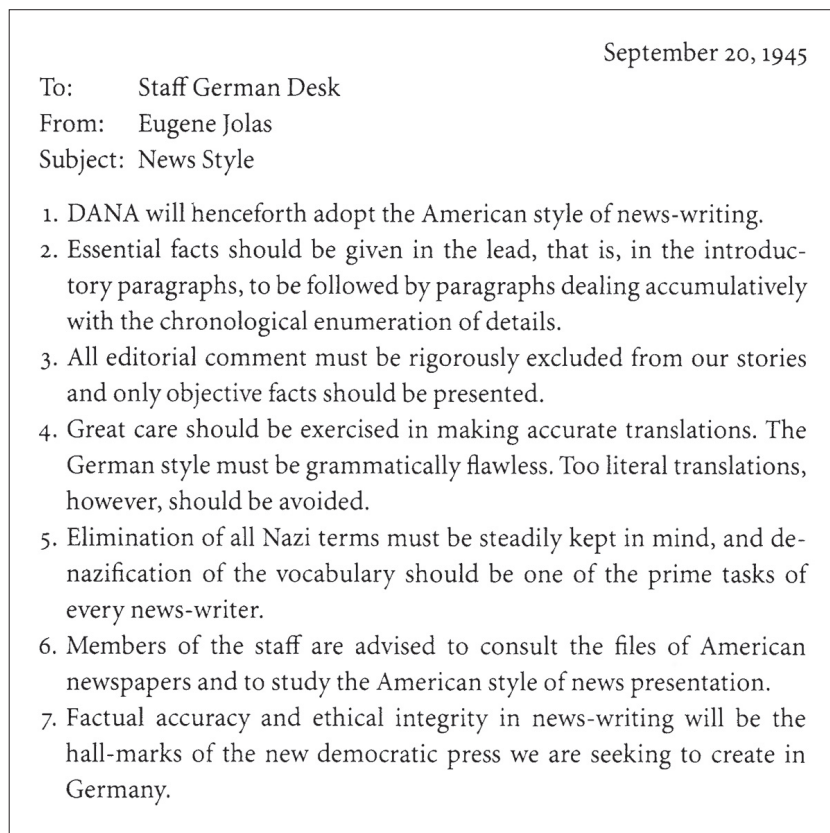 September 20, 1945
To: Staff German Desk
From: Eugene Jolas
Subject: News Style
1. DANA will henceforth adopt the American style of news-writing.
2. Essential facts should be given in the lead, that is, in the introduc-
tory paragraphs, to be followed by paragraphs dealing accumulatively
with the chronological enumeration of details.
3. All editorial comment must be rigorously excluded from our stories
and only objective facts should be presented.
4. Great care should be exercised in making accurate translations. The
German style must be grammatically flawless. Too literal translations,
however, should be avoided.
5. Elimination of all Nazi terms must be steadily kept in mind, and de-
nazification of the vocabulary should be one of the prime tasks of
every news-writer.
6. Members of the staff are advised to consult the files of American
newspapers and to study the American style of news presentation.
7. Factual accuracy and ethical integrity in news-writing will be the
hall-marks of the new democratic press we are seeking to create in
Germany.